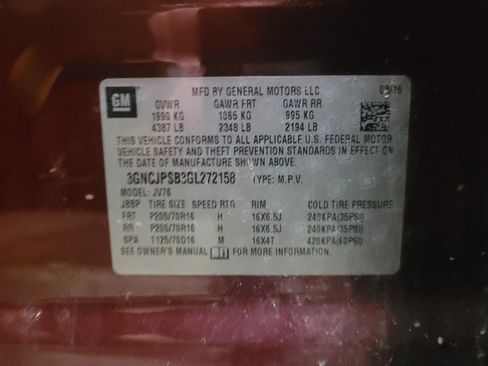 GM
MFD BY GENERAL MOTORS LLC
GVWR GAWR FRT GAWR RR
1990 KG 1065 KG 995 KG
4387 LB 2348 LB 2194 LB
THIS VEHICLE CONFORMS TO ALL APPLICABLE U.S. FEDERAL MOTOR
VEHICLE SAFETY AND THEFT PREVENTION STANDARDS IN EFFECT ON
THE DATE OF MANUFACTURE SHOWN ABOVE.
3GNCJPSB3GL272158 TYPE: M.P.V.
MODEL: JV76
TIRE SIZE SPEED RTG RIM COLD TIRE PRESSURE
FRT P205/70R16 H 16X6.5J 240KPA(35PSI)
RR P205/70R16 H 16X6.5J 240KPA(35PSI)
SPA T125/70D16 M 16X4T 420KPA(60PSI)
SEE OWNER'S MANUAL FOR MORE INFORMATION